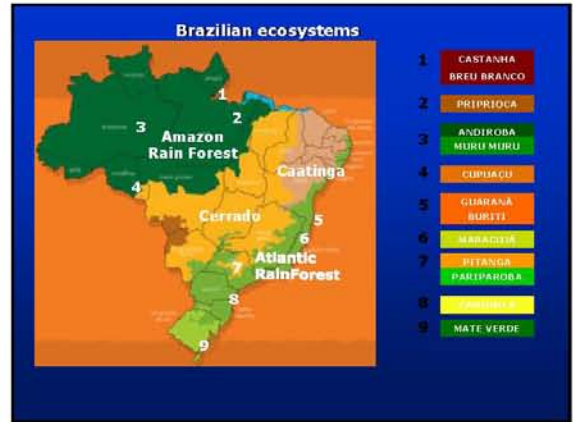 Brazilian ecosystems
1
CASTANHA
BREU BRANCO
2
PRIPRIOCA
3
ANDIROBA
MURU MURU
4
CUPUAÇU
5
GUARANÁ
BURITI
6
MARACUJÁ
7
PITANGA
PARIPAROBA
8
9
MATE VERDE
1
2
3
Amazon
Rain Forest
Caatinga
4
Cerrado
5
6
Atlantic
RainForest
7
8
9